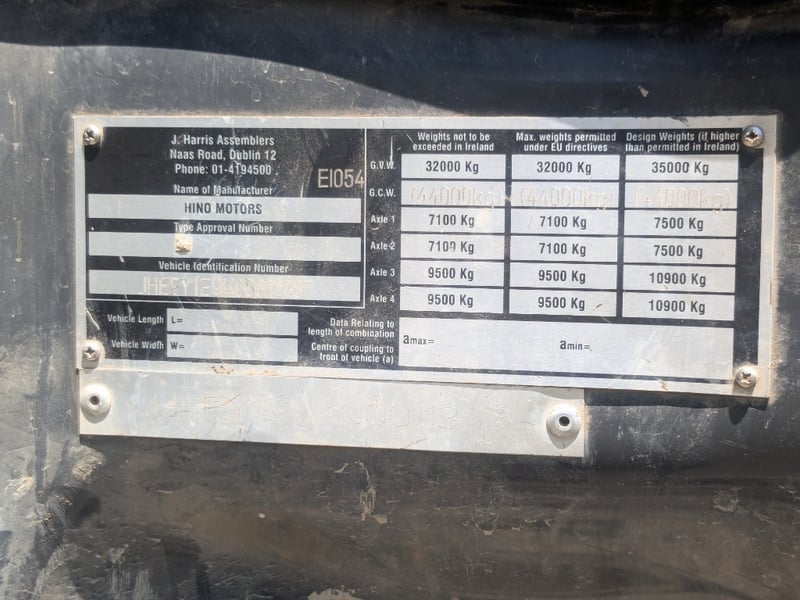 J. Harris Assemblers
Naas Road, Dublin 12
Phone: 01-4194500
EI054
Name of Manufacturer
HINO MOTORS
Type Approval Number
Vehicle Identification Number
Vehicle Length L=
Vehicle Width W=
Weights not to be exceeded in Ireland
Max. weights permitted under EU directives
Design Weights (if higher than permitted in Ireland)
G.V.W. 32000 Kg 32000 Kg 35000 Kg
G.C.W. (44000kg) (44000kg) (44000kg)
Axle 1 7100 Kg 7100 Kg 7500 Kg
Axle 2 7100 Kg 7100 Kg 7500 Kg
Axle 3 9500 Kg 9500 Kg 10900 Kg
Axle 4 9500 Kg 9500 Kg 10900 Kg
Data Relating to
length of combination
Centre of coupling to
front of vehicle (a)
amax= amin=